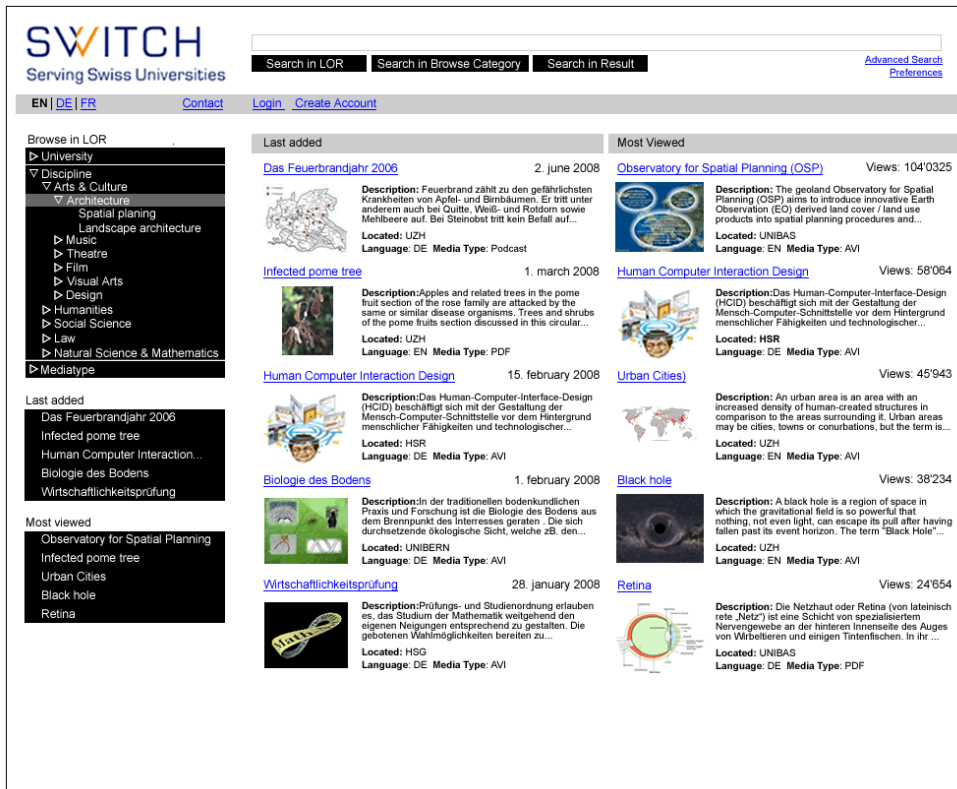 SWITCH
Serving Swiss Universities
Search in LOR
Search in Browse Category
Search in Result
Advanced Search
Preferences
EN | DE | FR
Contact
Login
Create Account
Browse in LOR
University
Discipline
Arts & Culture
Architecture
Spatial planing
Landscape architecture
Music
Theatre
Film
Visual Arts
Design
Humanities
Social Science
Law
Natural Science & Mathematics
Mediatype
Last added
Das Feuerbrandjahr 2006
Infected pome tree
Human Computer Interaction...
Biologie des Bodens
Wirtschaftlichkeitsprüfung
Most viewed
Observatory for Spatial Planning
Infected pome tree
Urban Cities
Black hole
Retina
Last added
Das Feuerbrandjahr 2006
2. june 2008
Description: Feuerbrand zählt zu den gefährlichsten
Krankheiten von Apfel- und Birnbäumen. Er tritt unter
anderem auch bei Quitte, Weiß- und Rotdorn sowie
Mehlbeere auf. Bei Steinobst tritt kein Befall auf...
Located: UZH
Language: DE Media Type: Podcast
Infected pome tree
1. march 2008
Description:Apples and related trees in the pome
fruit section of the rose family are attacked by the
same or similar disease organisms. Trees and shrubs
of the pome fruits section discussed in this circular...
Located: UZH
Language: EN Media Type: PDF
Human Computer Interaction Design
15. february 2008
Description:Das Human-Computer-Interface-Design
(HCID) beschäftigt sich mit der Gestaltung der
Mensch-Computer-Schnittstelle vor dem Hintergrund
menschlicher Fähigkeiten und technologischer...
Located: HSR
Language: DE Media Type: AVI
Biologie des Bodens
1. february 2008
Description:In der traditionellen bodenkundlichen
Praxis und Forschung ist die Biologie des Bodens aus
dem Brennpunkt des Interresses geraten . Die sich
durchsetzende ökologische Sicht, welche zB. den...
Located: UNIBERN
Language: DE Media Type: AVI
Wirtschaftlichkeitsprüfung
28. january 2008
Math
Description:Prüfungs- und Studienordnung erlauben
es, das Studium der Mathematik weitgehend den
eigenen Neigungen entsprechend zu gestalten. Die
gebotenen Wahlmöglichkeiten bereiten zu...
Located: HSG
Language: DE Media Type: AVI
Most Viewed
Observatory for Spatial Planning (OSP)
Views: 104'0325
Description: The geoland Observatory for Spatial
Planning (OSP) aims to introduce innovative Earth
Observation (EO) derived land cover / land use
products into spatial planning procedures and...
Located: UNIBAS
Language: EN Media Type: AVI
Human Computer Interaction Design
Views: 58'064
Description:Das Human-Computer-Interface-Design
(HCID) beschäftigt sich mit der Gestaltung der
Mensch-Computer-Schnittstelle vor dem Hintergrund
menschlicher Fähigkeiten und technologischer...
Located: HSR
Language: DE Media Type: AVI
Urban Cities)
Views: 45'943
Description: An urban area is an area with an
increased density of human-created structures in
comparison to the areas surrounding it. Urban areas
may be cities, towns or conurbations, but the term is...
Located: UZH
Language: EN Media Type: AVI
Black hole
Views: 38'234
Description: A black hole is a region of space in
which the gravitational field is so powerful that
nothing, not even light, can escape its pull after having
fallen past its event horizon. The term "Black Hole"...
Located: UZH
Language: EN Media Type: AVI
Retina
Views: 24'654
Description: Die Netzhaut oder Retina (von lateinisch
rete „Netz“) ist eine Schicht von spezialisiertem
Nervengewebe an der hinteren Innenseite des Auges
von Wirbeltieren und einigen Tintenfischen. In ihr ...
Located: UNIBAS
Language: DE Media Type: PDF